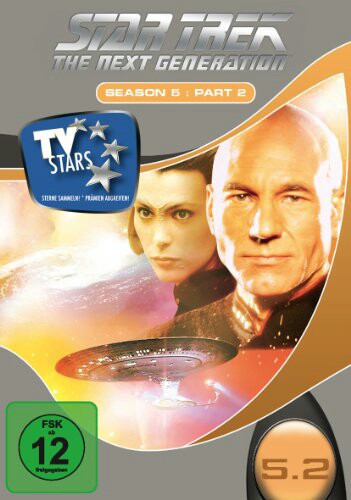 STAR TREK
THE NEXT GENERATION
SEASON 5 : PART 2
TV
STARS
STERNE SAMMELN! * PRÄMIEN ABGREIFEN!
FSK
ab
12
freigegeben
5.2